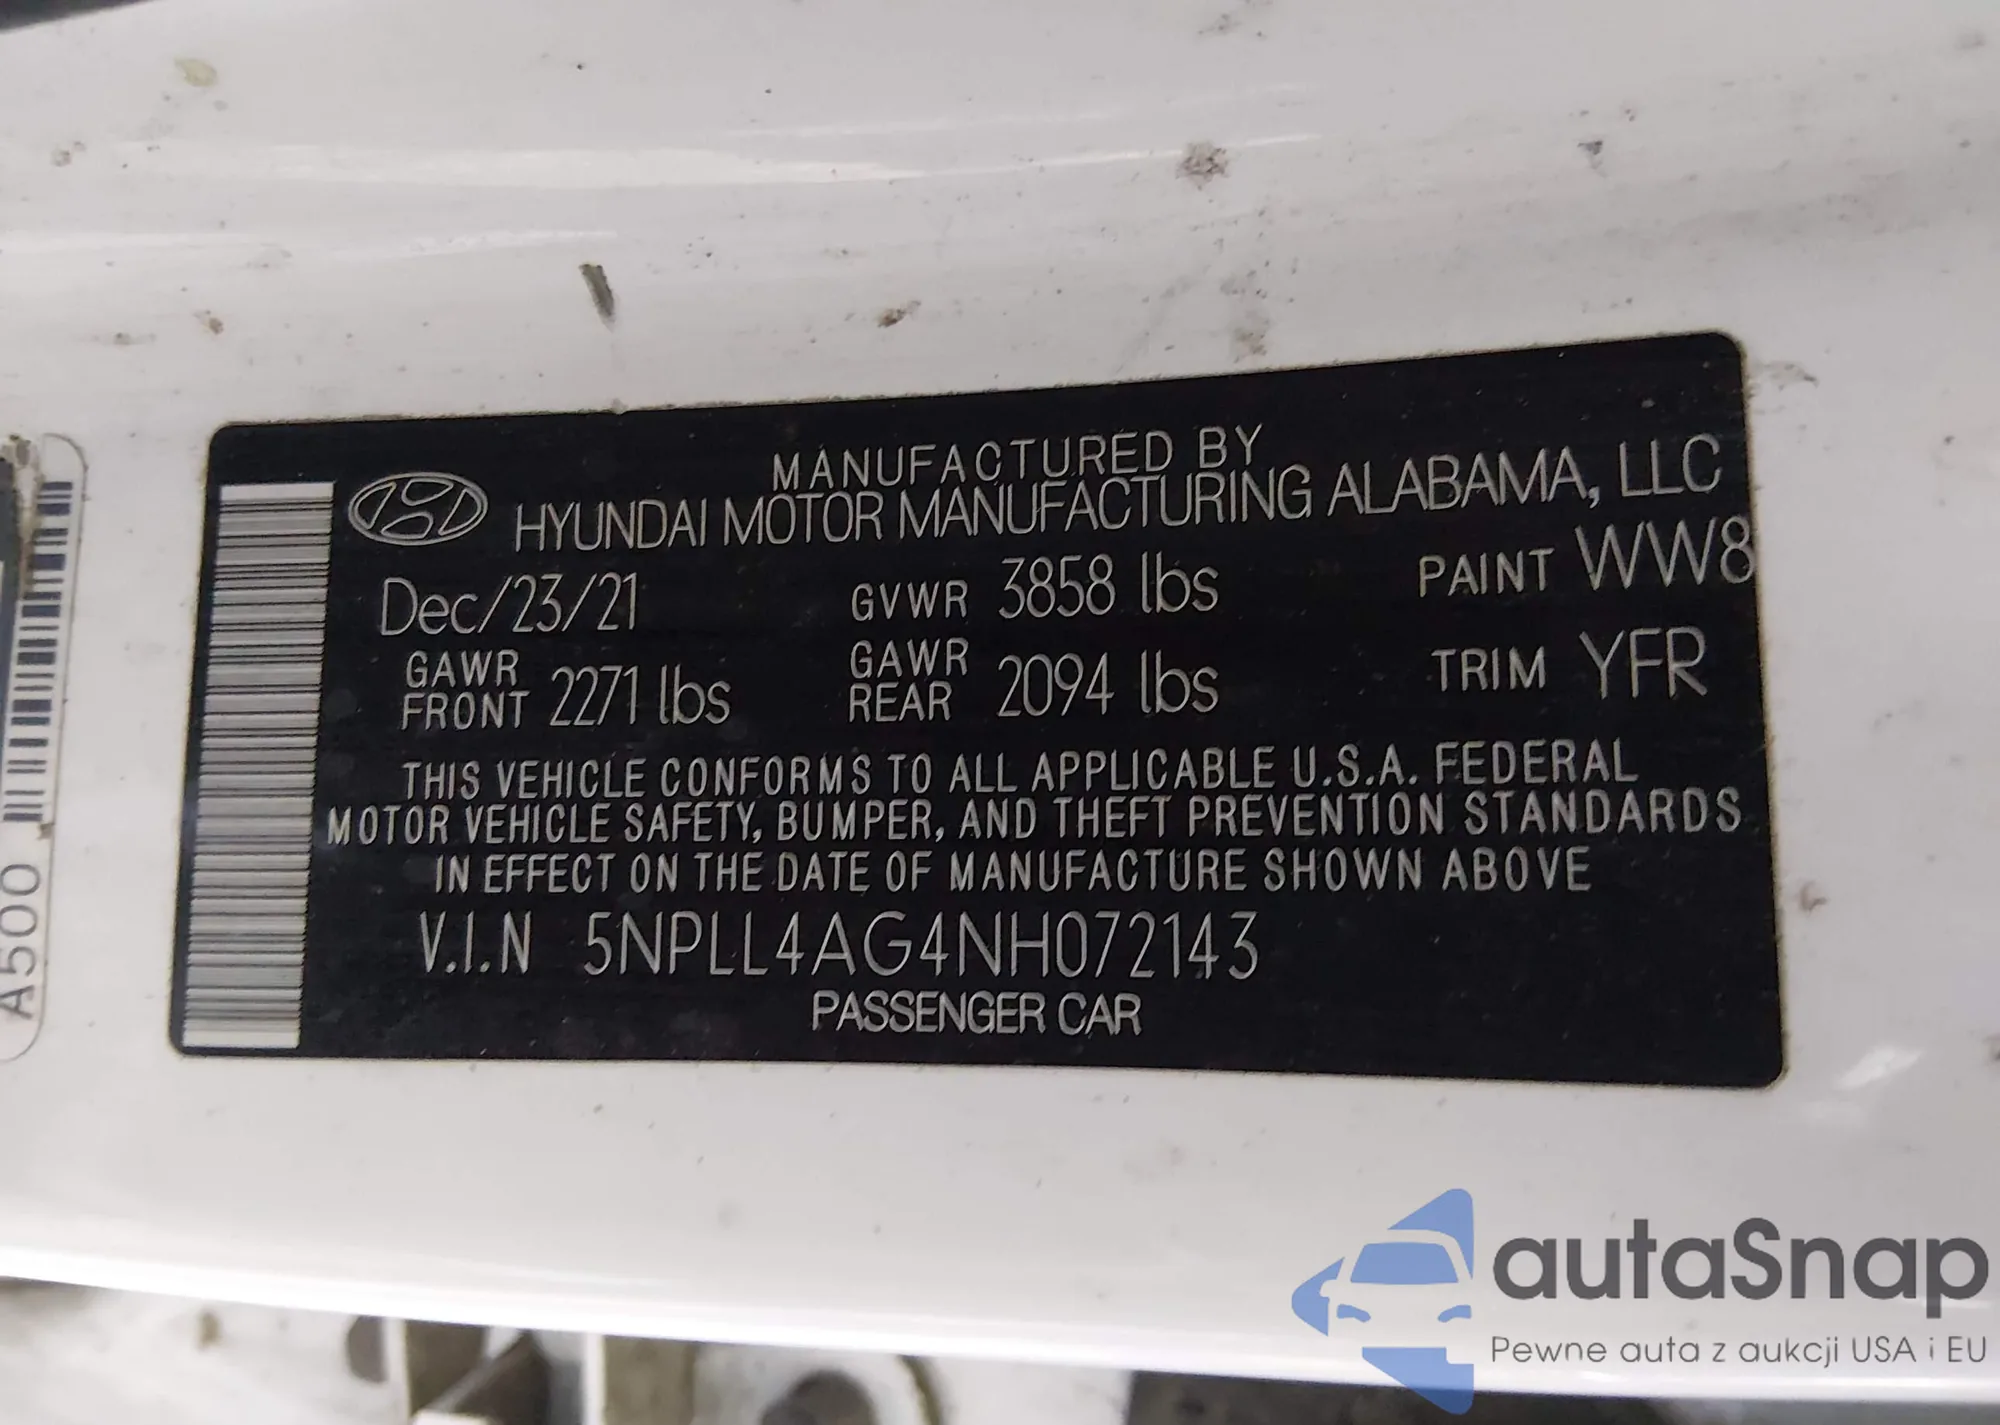 MANUFACTURED BY
HYUNDAI MOTOR MANUFACTURING ALABAMA, LLC
Dec/23/21 GVWR 3858 lbs PAINT WW8
GAWR FRONT 2271 lbs GAWR REAR 2094 lbs TRIM YFR
THIS VEHICLE CONFORMS TO ALL APPLICABLE U.S.A. FEDERAL
MOTOR VEHICLE SAFETY, BUMPER, AND THEFT PREVENTION STANDARDS
IN EFFECT ON THE DATE OF MANUFACTURE SHOWN ABOVE
V.I.N 5NPLL4AG4NH072143
PASSENGER CAR
A500
autaSnap
Pewne auta z aukcji USA i EU